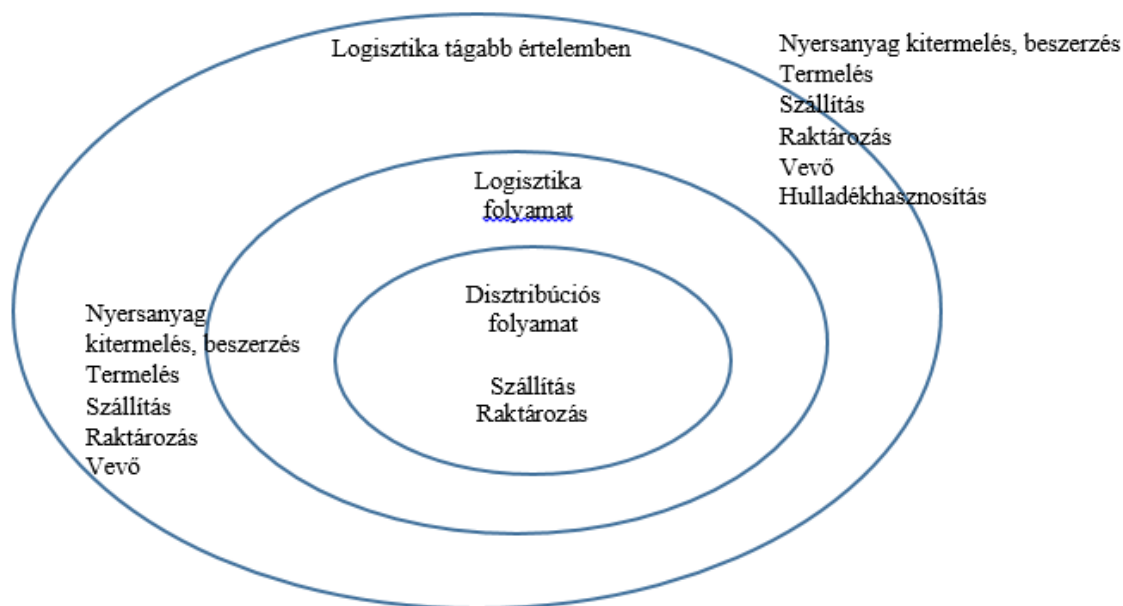 Logisztika tágabb értelemben
Nyersanyag kitermelés, beszerzés
Termelés
Szállítás
Raktározás
Vevő
Hulladékhasznosítás
Logisztika
folyamat
Disztribúciós
folyamat
Szállítás
Raktározás
Nyersanyag
kitermelés, beszerzés
Termelés
Szállítás
Raktározás
Vevő